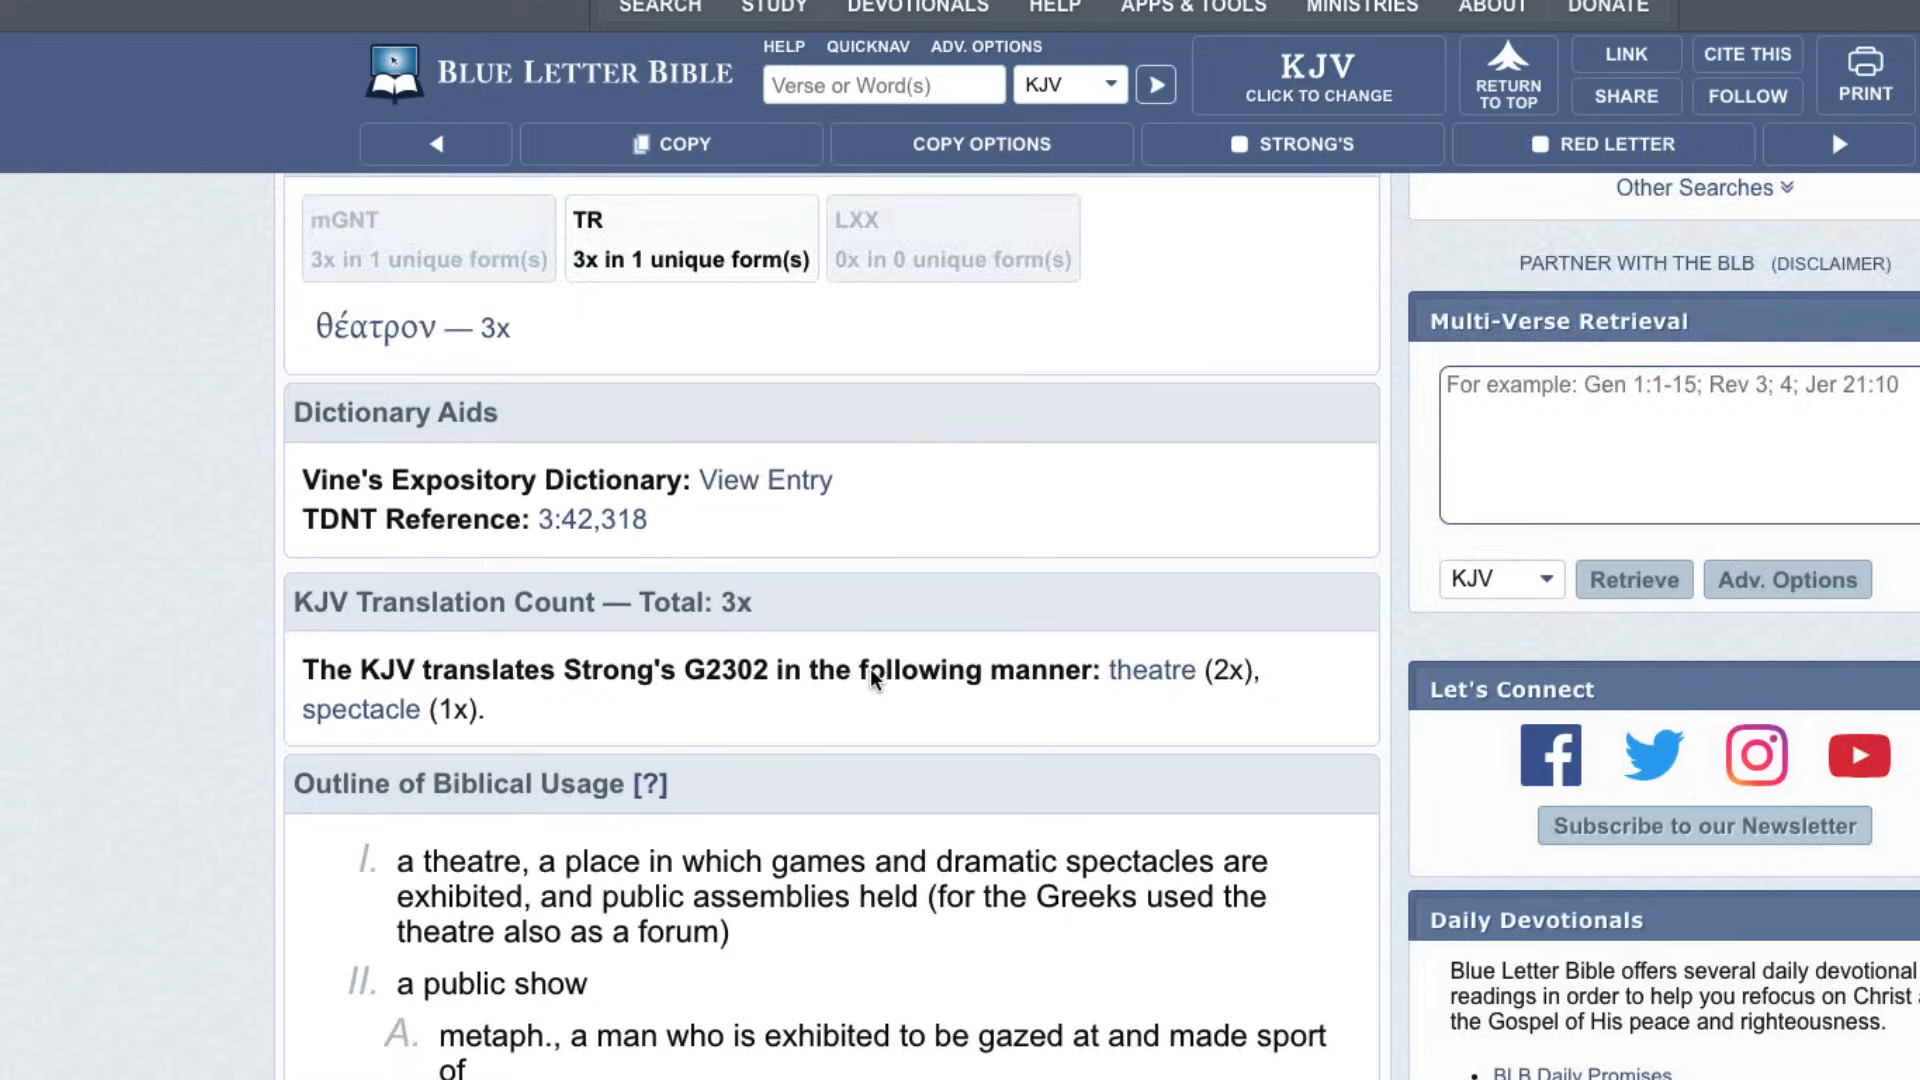 SEARCH STUDY DEVOTIONALS HELP APPS & TOOLS MINISTRIES ABOUT DONATE
BLUE LETTER BIBLE
HELP QUICKNAV ADV. OPTIONS
Verse or Word(s) KJV
KJV
CLICK TO CHANGE
RETURN
TO TOP
LINK
CITE THIS
SHARE
FOLLOW
PRINT
COPY COPY OPTIONS STRONG'S RED LETTER
mGNT
3x in 1 unique form(s)
TR
3x in 1 unique form(s)
LXX
0x in 0 unique form(s)
θέατρον — 3x
Dictionary Aids
Vine's Expository Dictionary: View Entry
TDNT Reference: 3:42,318
KJV Translation Count — Total: 3x
The KJV translates Strong's G2302 in the following manner: theatre (2x),
spectacle (1x).
Outline of Biblical Usage [?]
I. a theatre, a place in which games and dramatic spectacles are
exhibited, and public assemblies held (for the Greeks used the
theatre also as a forum)
II. a public show
A. metaph., a man who is exhibited to be gazed at and made sport
of
Other Searches
PARTNER WITH THE BLB (DISCLAIMER)
Multi-Verse Retrieval
For example: Gen 1:1-15; Rev 3; 4; Jer 21:10
KJV Retrieve Adv. Options
Let's Connect
Subscribe to our Newsletter
Daily Devotionals
Blue Letter Bible offers several daily devotional
readings in order to help you refocus on Christ
the Gospel of His peace and righteousness.
• BLB Daily Promises